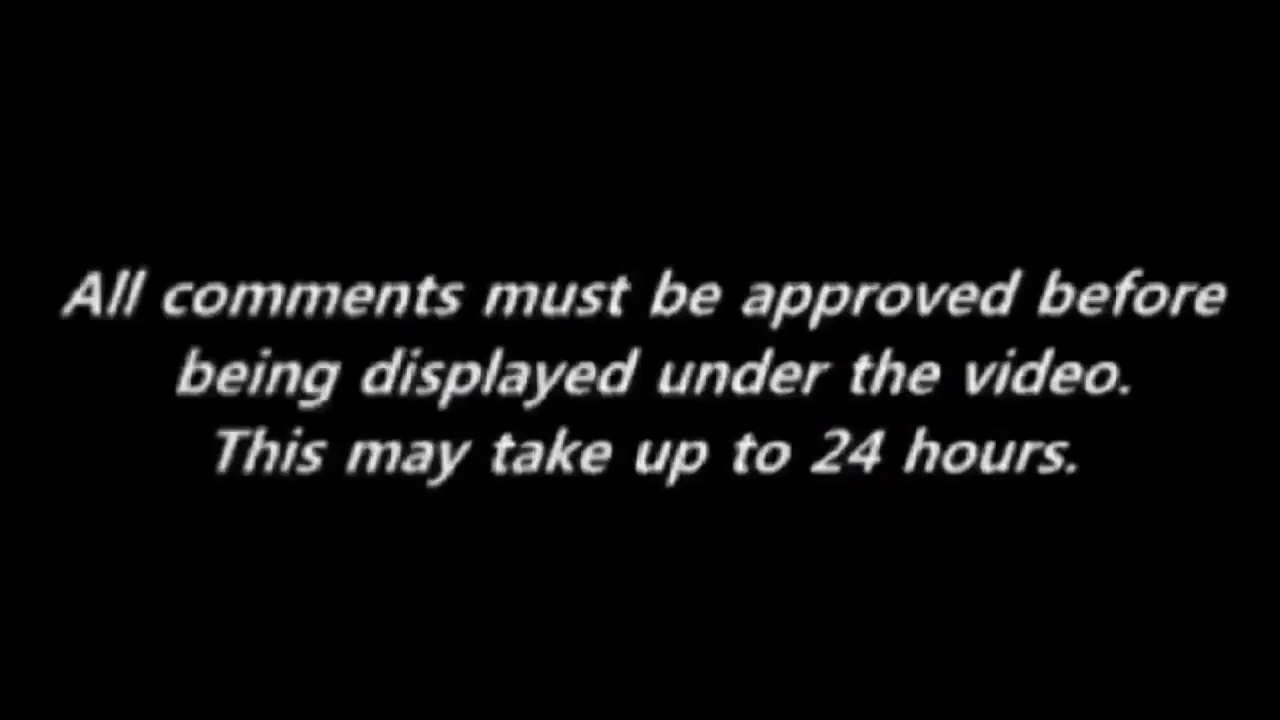 All comments must be approved before
being displayed under the video.
This may take up to 24 hours.